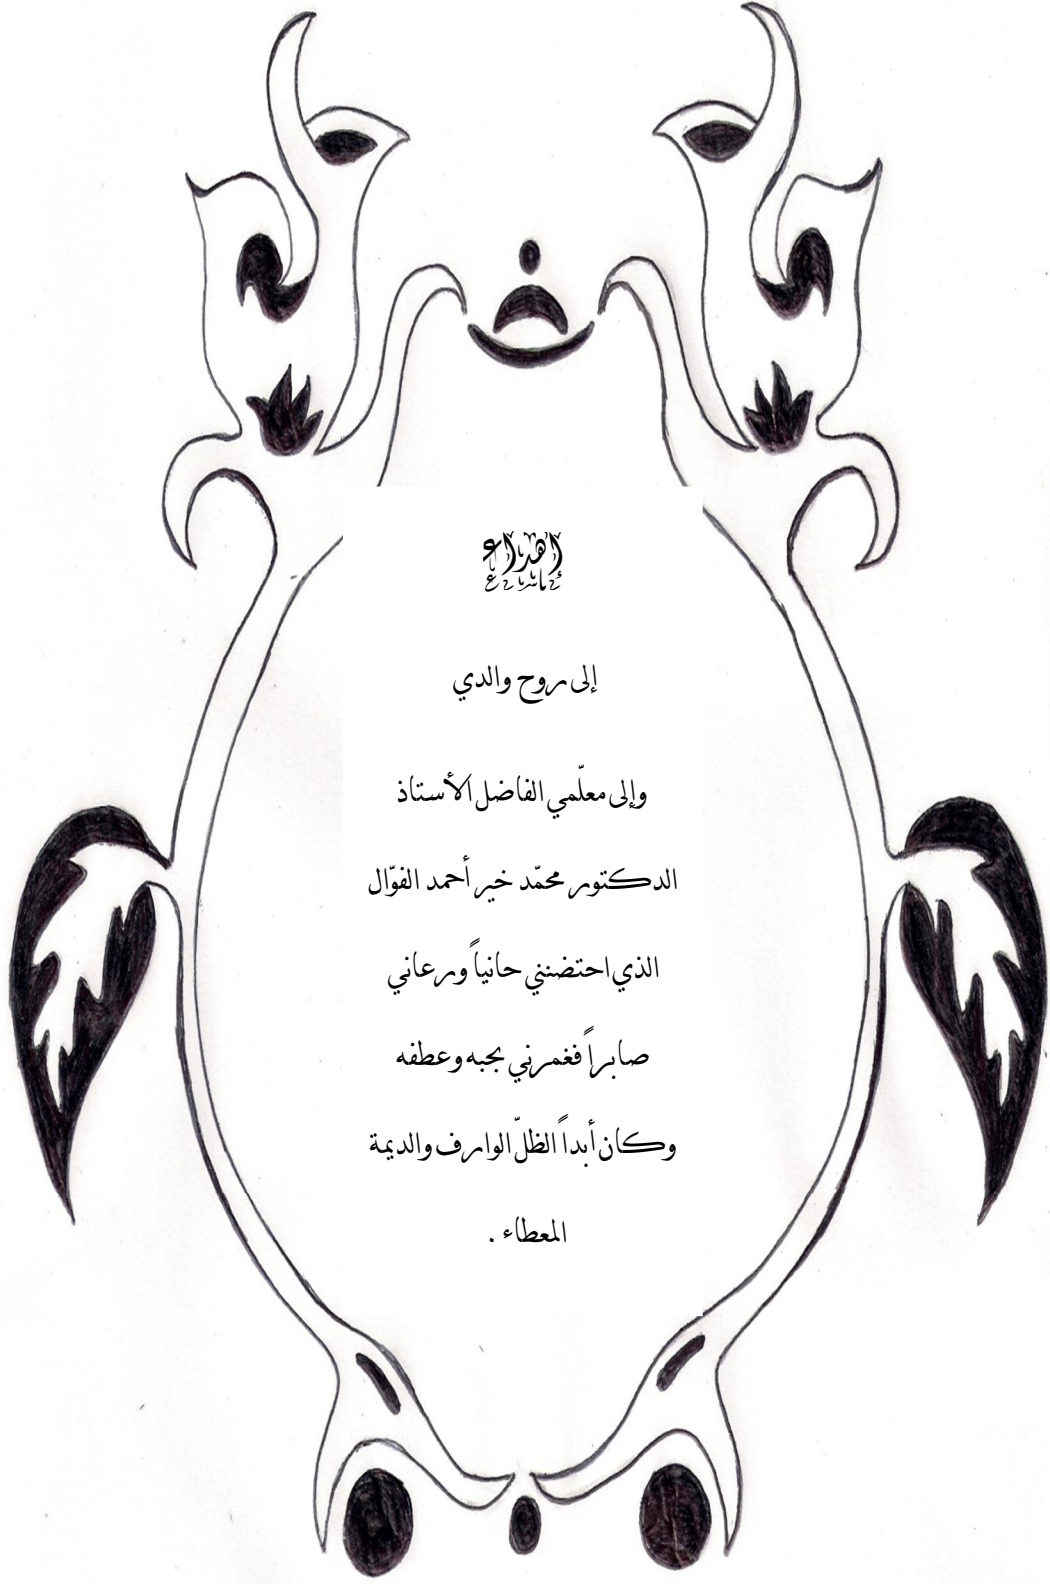 إهداء
إلى روح والدي
وإلى معلّمي الفاضل الأستاذ
الدكتور محمّد خير أحمد الفوّال
الذي احتضنني حانياً ورعاني
صابراً فغمرني بحبه وعطفه
وكان أبداً الظلّ الوارف والديمة
المعطاء .